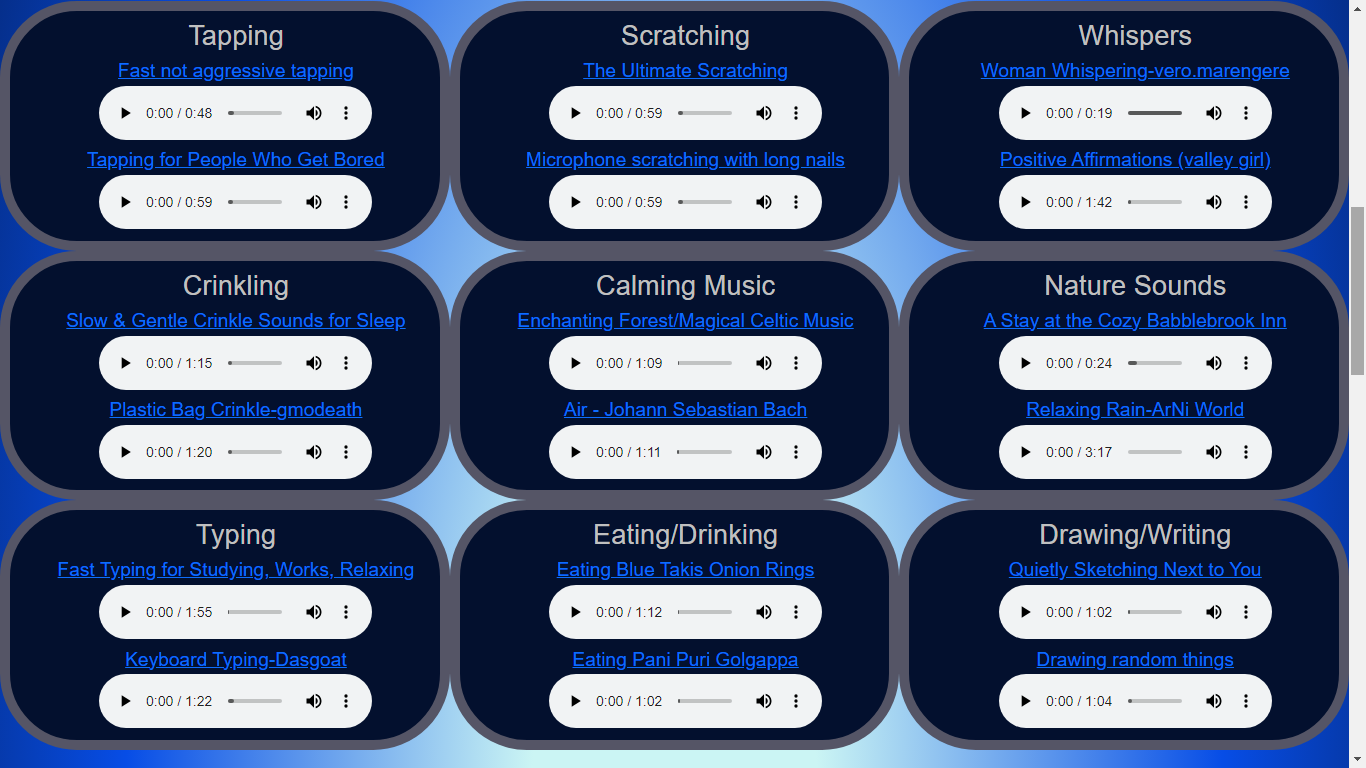 Tapping
Fast not aggressive tapping
0:00 / 0:48
Tapping for People Who Get Bored
0:00 / 0:59
Scratching
The Ultimate Scratching
0:00 / 0:59
Microphone scratching with long nails
0:00 / 0:59
Whispers
Woman Whispering-vero.marengere
0:00 / 0:19
Positive Affirmations (valley girl)
0:00 / 1:42
Crinkling
Slow & Gentle Crinkle Sounds for Sleep
0:00 / 1:15
Plastic Bag Crinkle-gmodeath
0:00 / 1:20
Calming Music
Enchanting Forest/Magical Celtic Music
0:00 / 1:09
Air - Johann Sebastian Bach
0:00 / 1:11
Nature Sounds
A Stay at the Cozy Babblebrook Inn
0:00 / 0:24
Relaxing Rain-ArNi World
0:00 / 3:17
Typing
Fast Typing for Studying, Works, Relaxing
0:00 / 1:55
Keyboard Typing-Dasgoat
0:00 / 1:22
Eating/Drinking
Eating Blue Takis Onion Rings
0:00 / 1:12
Eating Pani Puri Golgappa
0:00 / 1:02
Drawing/Writing
Quietly Sketching Next to You
0:00 / 1:02
Drawing random things
0:00 / 1:04